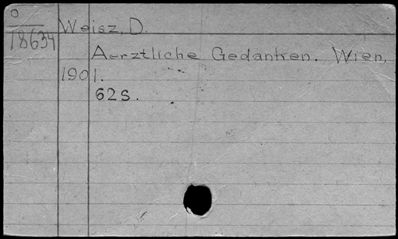 O
18634
Weisz, D.
Aerztliche Gedanken. Wien,
1901.
62 S.